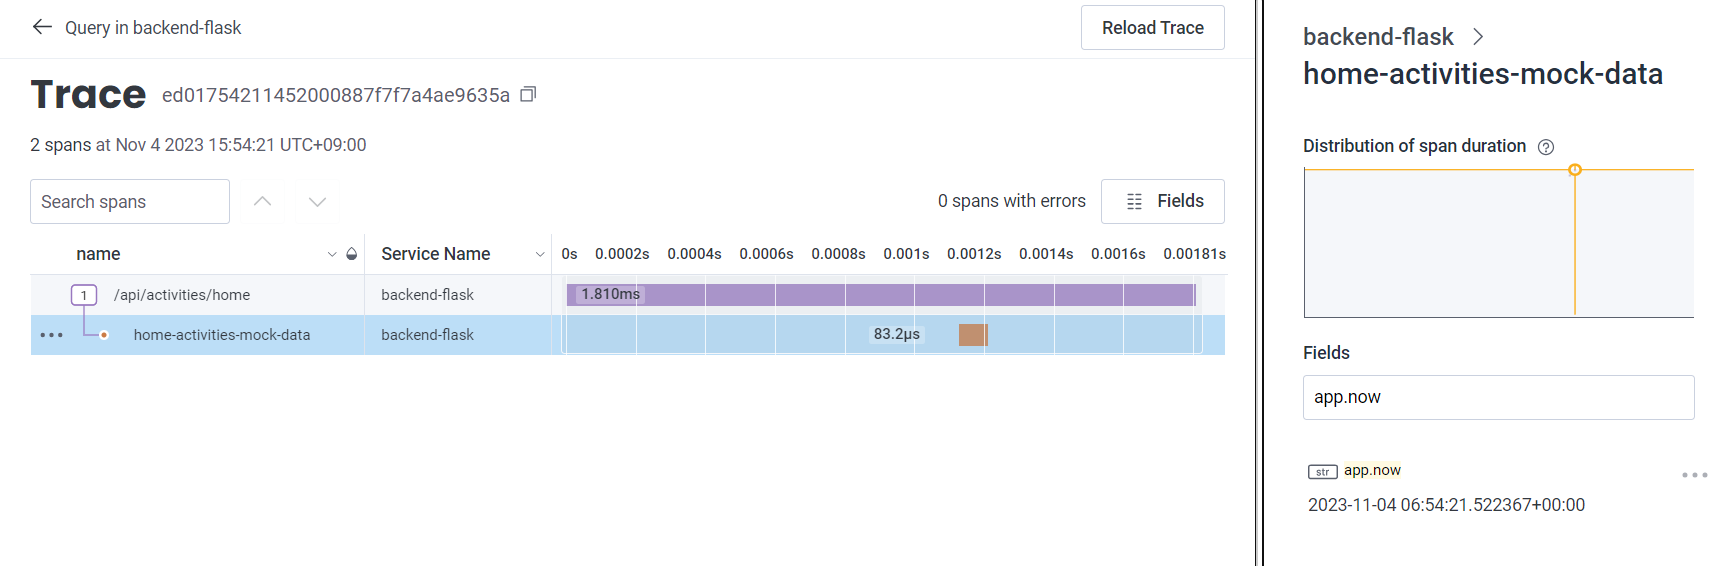 Query in backend-flask
Reload Trace
Trace ed01754211452000887f7f7a4ae9635a
2 spans at Nov 4 2023 15:54:21 UTC+09:00
Search spans
0 spans with errors
Fields
name Service Name 0s 0.0002s 0.0004s 0.0006s 0.0008s 0.001s 0.0012s 0.0014s 0.0016s 0.00181s
1 /api/activities/home backend-flask 1.810ms
home-activities-mock-data backend-flask 83.2μs
backend-flask
home-activities-mock-data
Distribution of span duration
Fields
app.now
str app.now
2023-11-04 06:54:21.522367+00:00